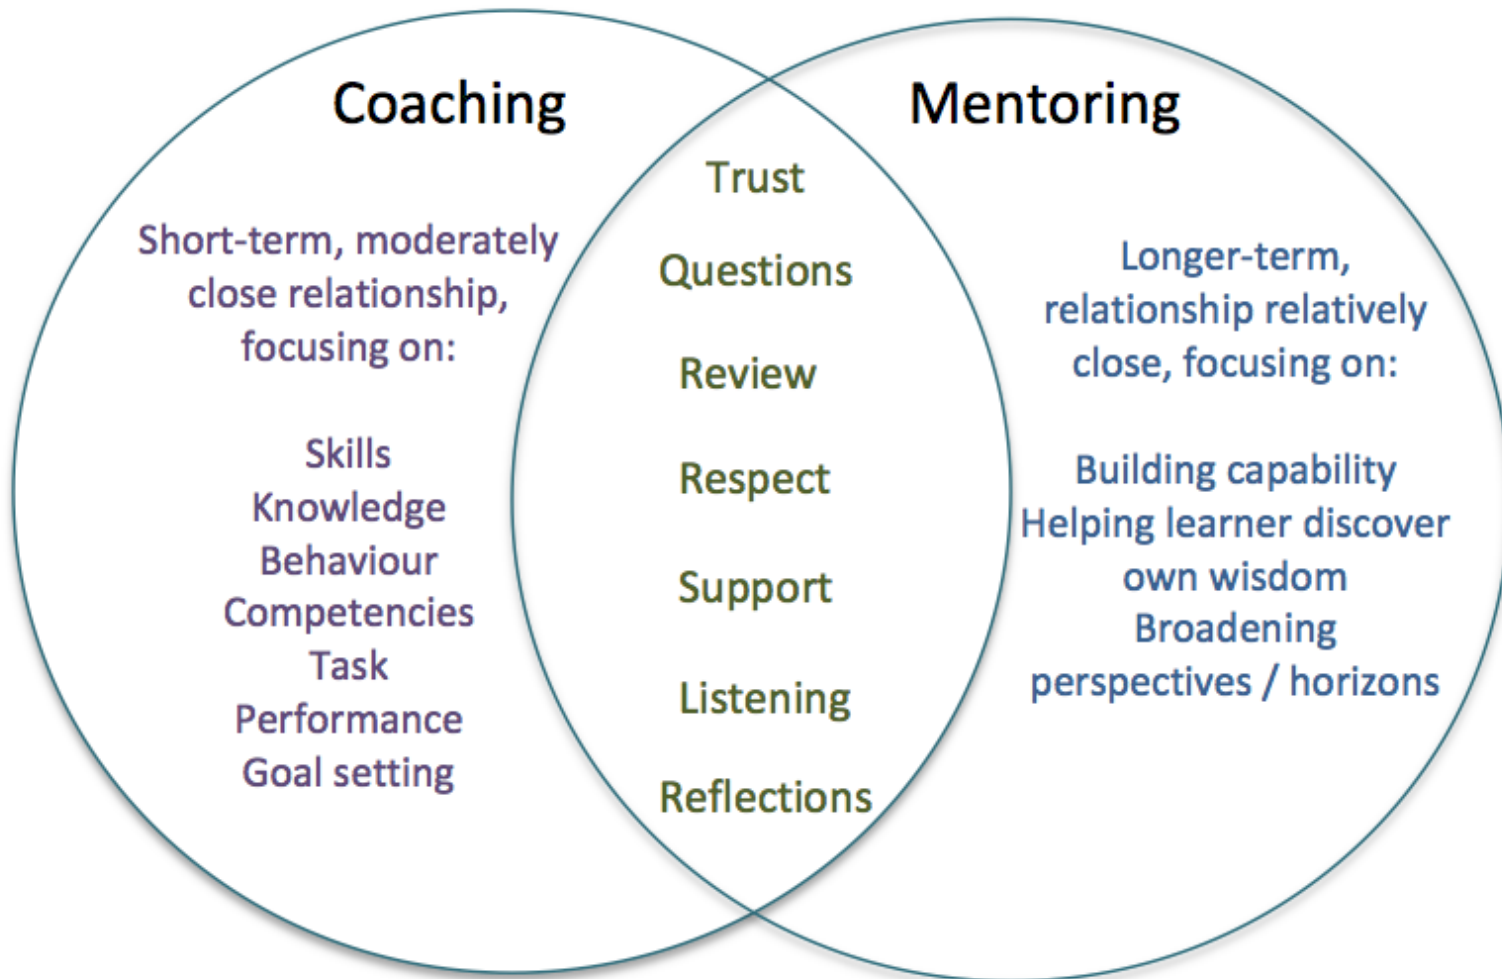 Coaching
Short-term, moderately
close relationship,
focusing on:
Skills
Knowledge
Behaviour
Competencies
Task
Performance
Goal setting
Trust
Questions
Review
Respect
Support
Listening
Reflections
Mentoring
Longer-term,
relationship relatively
close, focusing on:
Building capability
Helping learner discover
own wisdom
Broadening
perspectives / horizons